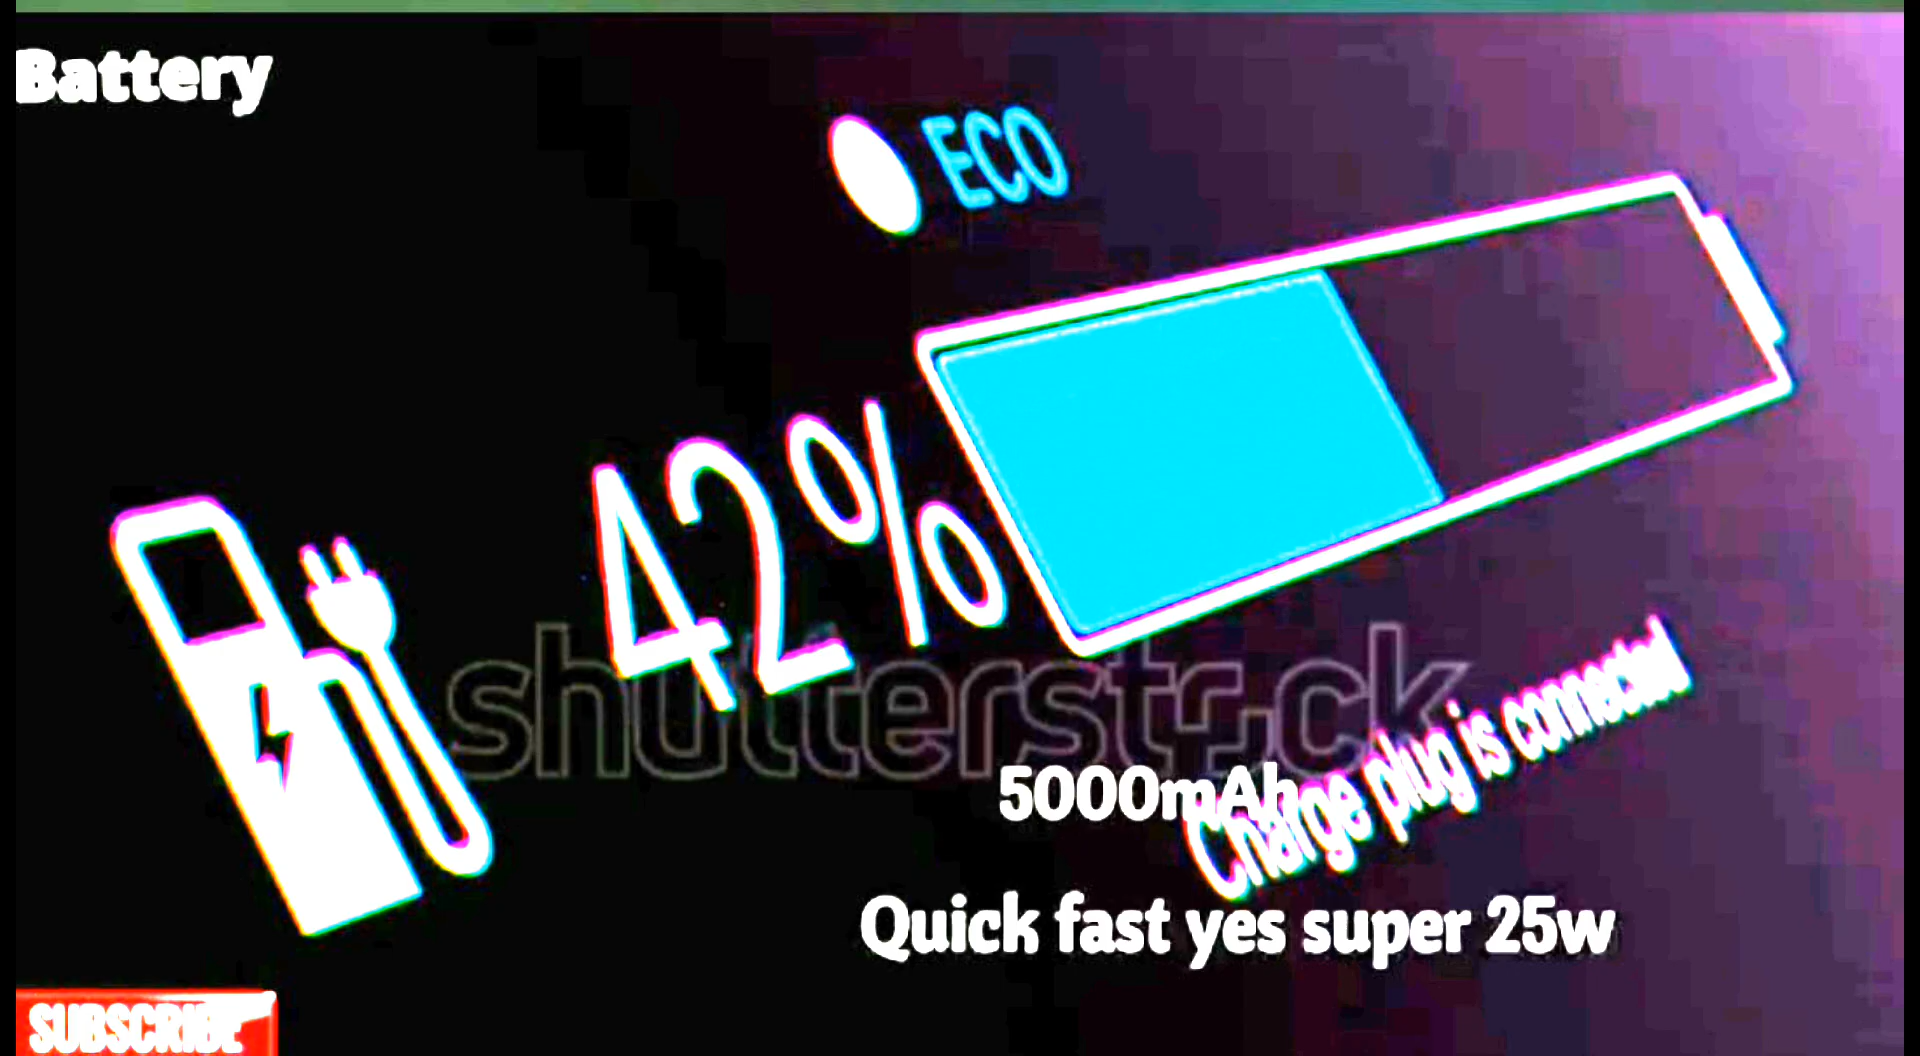 Battery
ECO
42%
shutterstock
5000mAh
Charge plug is connected
Quick fast yes super 25w
SUBSCRIBE